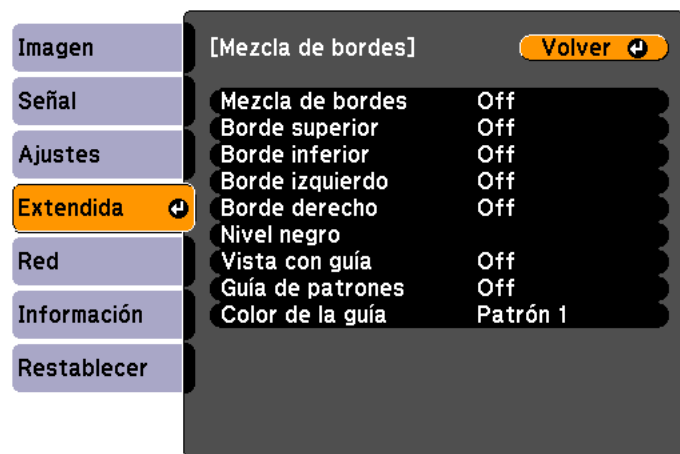 Imagen
Señal
Ajustes
Extendida
Red
Información
Restablecer
[Mezcla de bordes] Volver
Mezcla de bordes Off
Borde superior Off
Borde inferior Off
Borde izquierdo Off
Borde derecho Off
Nivel negro
Vista con guía Off
Guía de patrones Off
Color de la guía Patrón 1